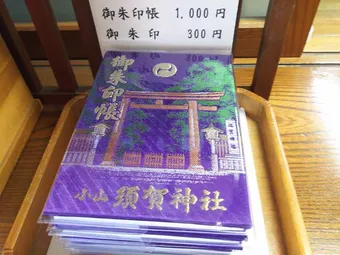 御朱印帳 1,000円
御朱印 300円
御朱印帳
小山 須賀神社